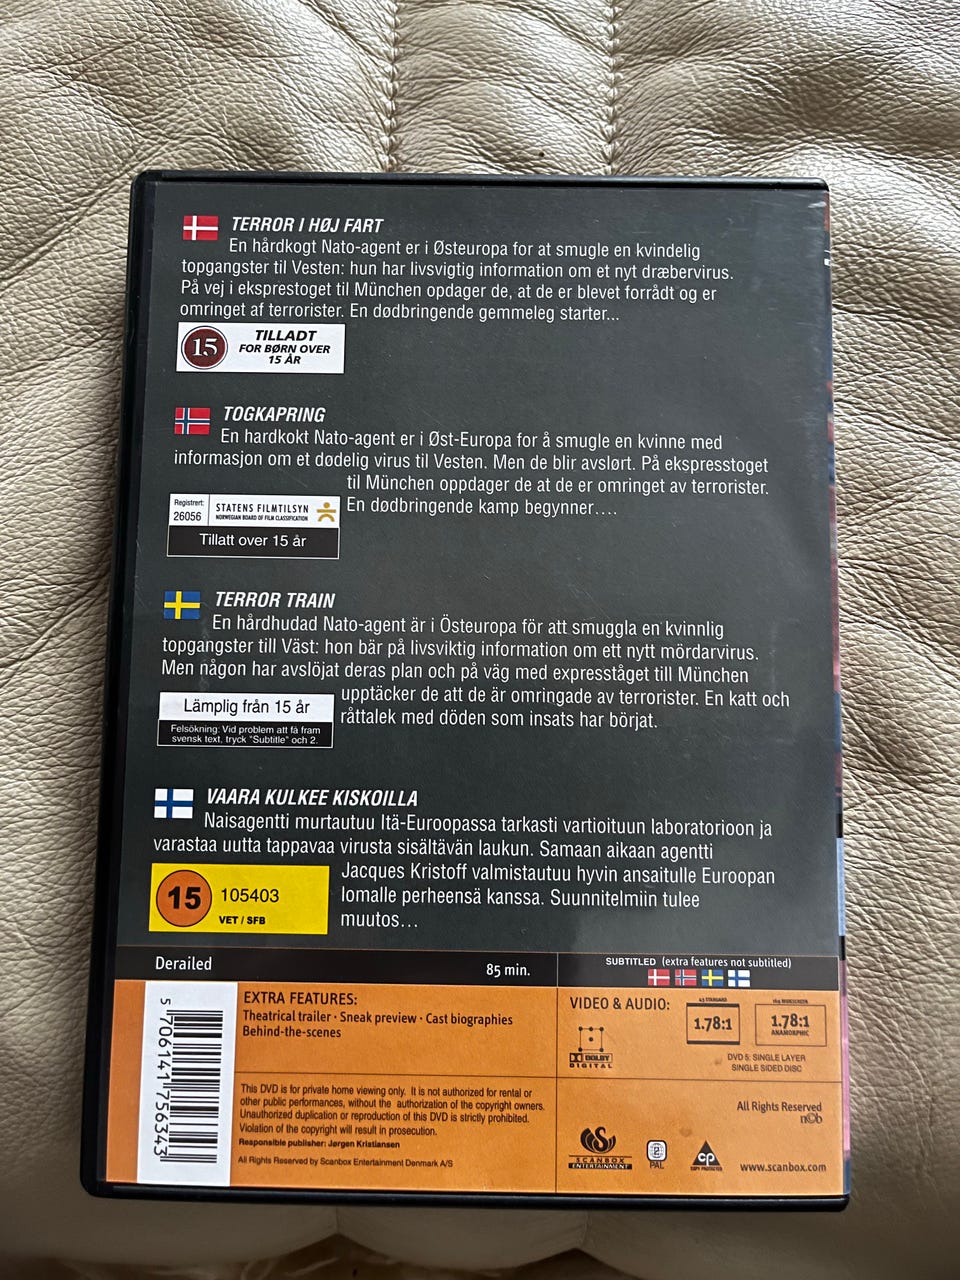 TERROR I HØJ FART
En hårdkogt Nato-agent er i Østeuropa for at smugle en kvindelig
topgangster til Vesten: hun har livsvigtig information om et nyt dræbervirus.
På vej i eksprestoget til München opdager de, at de er blevet forrådt og er
omringet af terrorister. En dødbringende gemmeleg starter...
15
TILLADT
FOR BØRN OVER
15 ÅR
TOGKAPRING
En hardkokt Nato-agent er i Øst-Europa for å smugle en kvinne med
informasjon om et dødelig virus til Vesten. Men de blir avslørt. På ekspresstoget
til München oppdager de at de er omringet av terrorister.
En dødbringende kamp begynner....
Registrert:
26056
STATENS FILMTILSYN
NORWEGIAN BOARD OF FILM CLASSIFICATION
Tillatt over 15 år
TERROR TRAIN
En hårdhudad Nato-agent är i Östeuropa för att smuggla en kvinnlig
topgangster till Väst: hon bär på livsviktig information om ett nytt mördarvirus.
Men någon har avslöjat deras plan och på väg med expresståget till München
upptäcker de att de är omringade av terrorister. En katt och
råttalek med döden som insats har börjat.
Lämplig från 15 år
Felsökning: Vid problem att få fram
svensk text, tryck "Subtitle" och 2.
VAARA KULKEE KISKOILLA
Naisagentti murtautuu Itä-Euroopassa tarkasti vartioituun laboratorioon ja
varastaa uutta tappavaa virusta sisältävän laukun. Samaan aikaan agentti
Jacques Kristoff valmistautuu hyvin ansaitulle Euroopan
lomalle perheensä kanssa. Suunnitelmiin tulee
muutos...
15
105403
VET / SFB
Derailed
85 min.
SUBTITLED (extra features not subtitled)
5 706141 756343
EXTRA FEATURES:
Theatrical trailer · Sneak preview · Cast biographies
Behind-the-scenes
VIDEO & AUDIO:
DOLBY
DIGITAL
4:3 STANDARD
1.78:1
16:9 WIDESCREEN
1.78:1
ANAMORPHIC
DVD 5: SINGLE LAYER
SINGLE SIDED DISC
This DVD is for private home viewing only. It is not authorized for rental or
other public performances, without the authorization of the copyright owners.
Unauthorized duplication or reproduction of this DVD is strictly prohibited.
Violation of the copyright will result in prosecution.
Responsible publisher: Jørgen Kristiansen
All Rights Reserved by Scanbox Entertainment Denmark A/S
All Rights Reserved
n©b
SCANBOX
ENTERTAINMENT
2
PAL
CP
COPY PROTECTED
www.scanbox.com